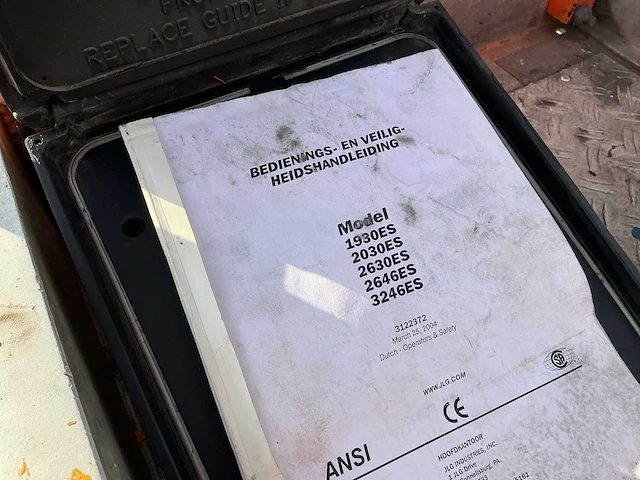 REPLACE GUIDE
BEDIENINGS- EN VEILIG-
HEIDSHANDLEIDING
Model
1930ES
2030ES
2630ES
2646ES
3246ES
3122372
March 25, 2004
Dutch - Operators & Safety
WWW.JLG.COM
CE
ANSI
HOOFDKANTOOR
JLG INDUSTRIES, INC.
1 JLG Drive